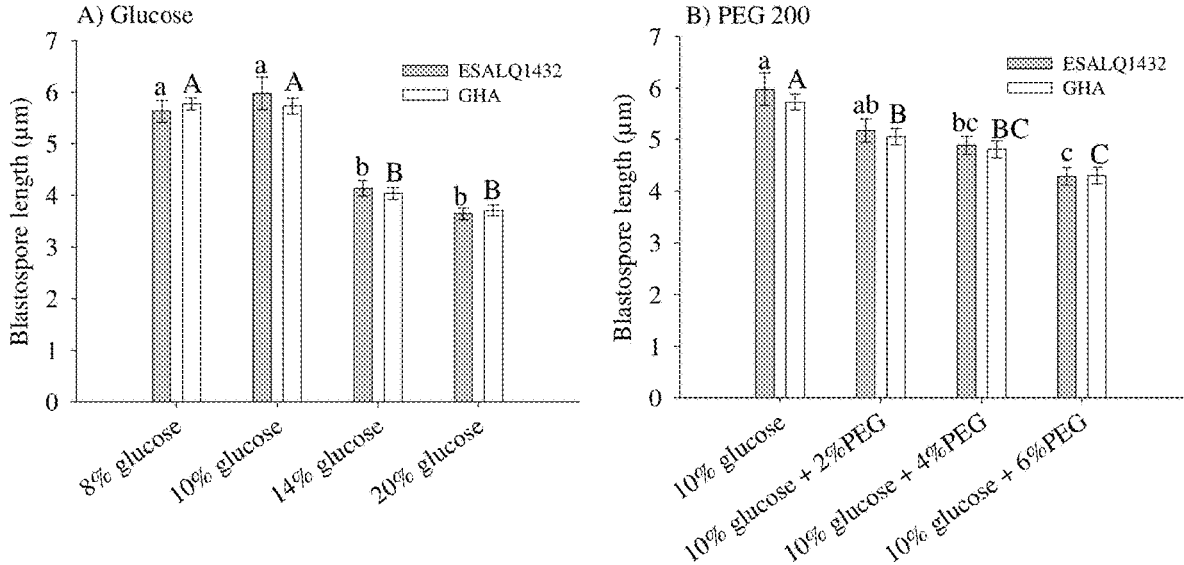 A) Glucose
7
6
5
4
3
2
1
0
Blastospore length (µm)
ESALQ1432
GHA
a A
a A
b B
b B
8% glucose
10% glucose
14% glucose
20% glucose
B) PEG 200
7
6
5
4
3
2
1
0
Blastospore length (µm)
ESALQ1432
GHA
a A
ab B
bc BC
c C
10% glucose
10% glucose + 2%PEG
10% glucose + 4%PEG
10% glucose + 6%PEG